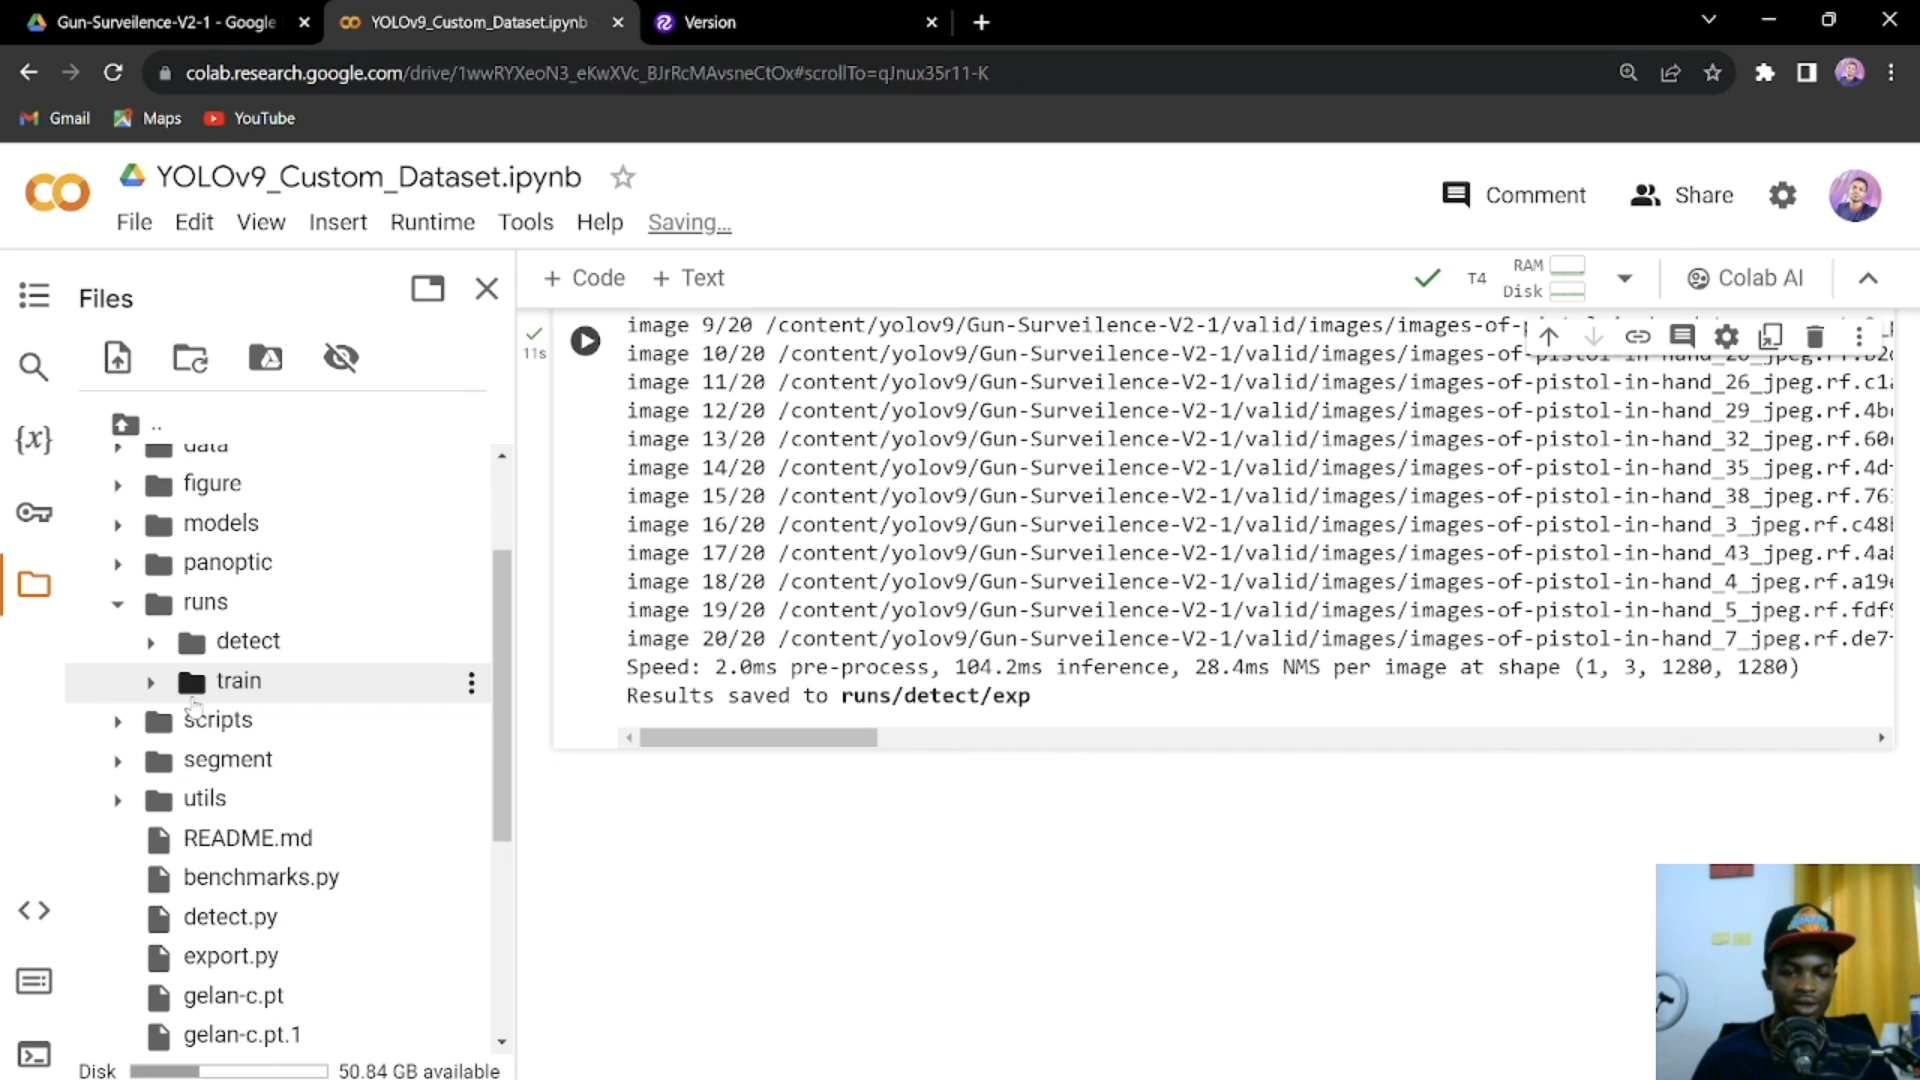 Gun-Surveilence-V2-1 - Google
YOLOv9_Custom_Dataset.ipynb
Version
colab.research.google.com/drive/1wwRYXeoN3_eKwXVc_BJrRcMAvsneCtOx#scrollTo=qJnux35r11-K
Gmail
Maps
YouTube
YOLOv9_Custom_Dataset.ipynb
Comment
Share
File Edit View Insert Runtime Tools Help Saving...
Files
+ Code + Text
T4
RAM
Disk
Colab AI
..
data
figure
models
panoptic
runs
detect
train
scripts
segment
utils
README.md
benchmarks.py
detect.py
export.py
gelan-c.pt
gelan-c.pt.1
Disk 50.84 GB available
11s
image 9/20 /content/yolov9/Gun-Surveilence-V2-1/valid/images/images-of-
image 10/20 /content/yolov9/Gun-Surveilence-V2-1/valid/images/images-of-pistol-in-hand_20_jpeg.rf.b2
image 11/20 /content/yolov9/Gun-Surveilence-V2-1/valid/images/images-of-pistol-in-hand_26_jpeg.rf.c1
image 12/20 /content/yolov9/Gun-Surveilence-V2-1/valid/images/images-of-pistol-in-hand_29_jpeg.rf.4b
image 13/20 /content/yolov9/Gun-Surveilence-V2-1/valid/images/images-of-pistol-in-hand_32_jpeg.rf.60
image 14/20 /content/yolov9/Gun-Surveilence-V2-1/valid/images/images-of-pistol-in-hand_35_jpeg.rf.4d
image 15/20 /content/yolov9/Gun-Surveilence-V2-1/valid/images/images-of-pistol-in-hand_38_jpeg.rf.76
image 16/20 /content/yolov9/Gun-Surveilence-V2-1/valid/images/images-of-pistol-in-hand_3_jpeg.rf.c48
image 17/20 /content/yolov9/Gun-Surveilence-V2-1/valid/images/images-of-pistol-in-hand_43_jpeg.rf.4a
image 18/20 /content/yolov9/Gun-Surveilence-V2-1/valid/images/images-of-pistol-in-hand_4_jpeg.rf.a19
image 19/20 /content/yolov9/Gun-Surveilence-V2-1/valid/images/images-of-pistol-in-hand_5_jpeg.rf.fdf
image 20/20 /content/yolov9/Gun-Surveilence-V2-1/valid/images/images-of-pistol-in-hand_7_jpeg.rf.de7
Speed: 2.0ms pre-process, 104.2ms inference, 28.4ms NMS per image at shape (1, 3, 1280, 1280)
Results saved to runs/detect/exp